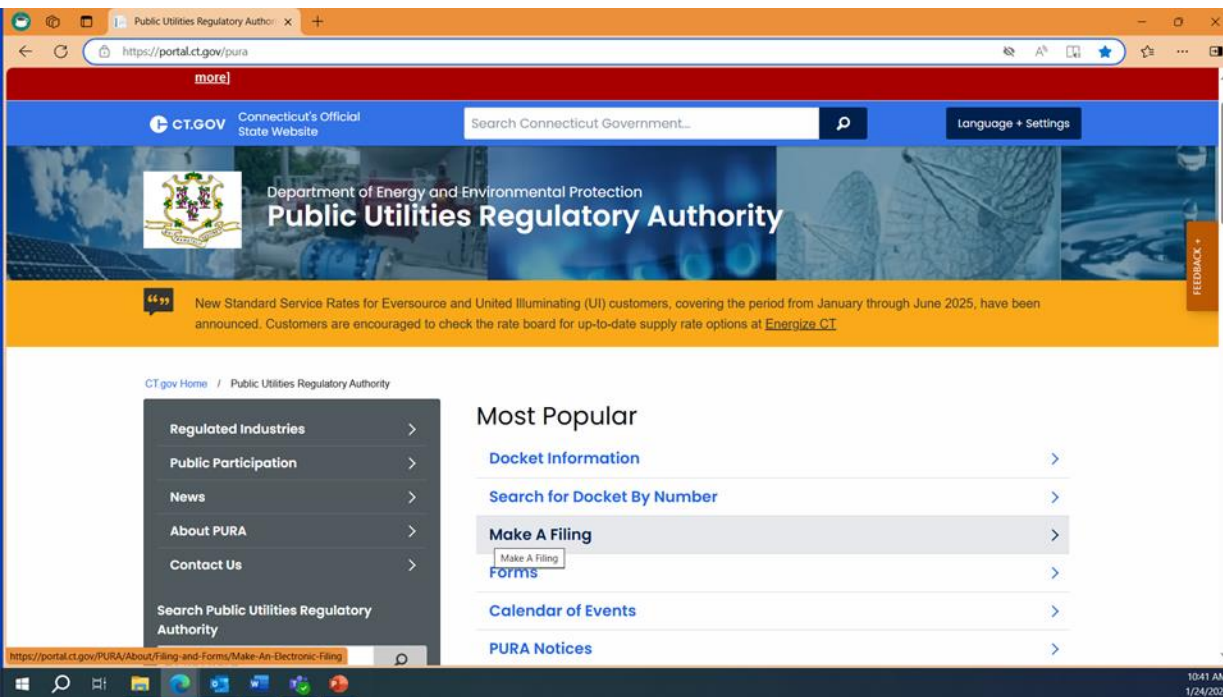 Public Utilities Regulatory Author
https://portal.ct.gov/pura
more]
CT.GOV
Connecticut's Official
State Website
Search Connecticut Government...
Language + Settings
Department of Energy and Environmental Protection
Public Utilities Regulatory Authority
FEEDBACK +
New Standard Service Rates for Eversource and United Illuminating (UI) customers, covering the period from January through June 2025, have been
announced. Customers are encouraged to check the rate board for up-to-date supply rate options at Energize CT
CT.gov Home / Public Utilities Regulatory Authority
Regulated Industries
Public Participation
News
About PURA
Contact Us
Search Public Utilities Regulatory
Authority
Most Popular
Docket Information
Search for Docket By Number
Make A Filing
Make A Filing
Forms
Calendar of Events
PURA Notices
https://portal.ct.gov/PURA/About/Filing-and-Forms/Make-An-Electronic-Filing
10:41 AM
1/24/202